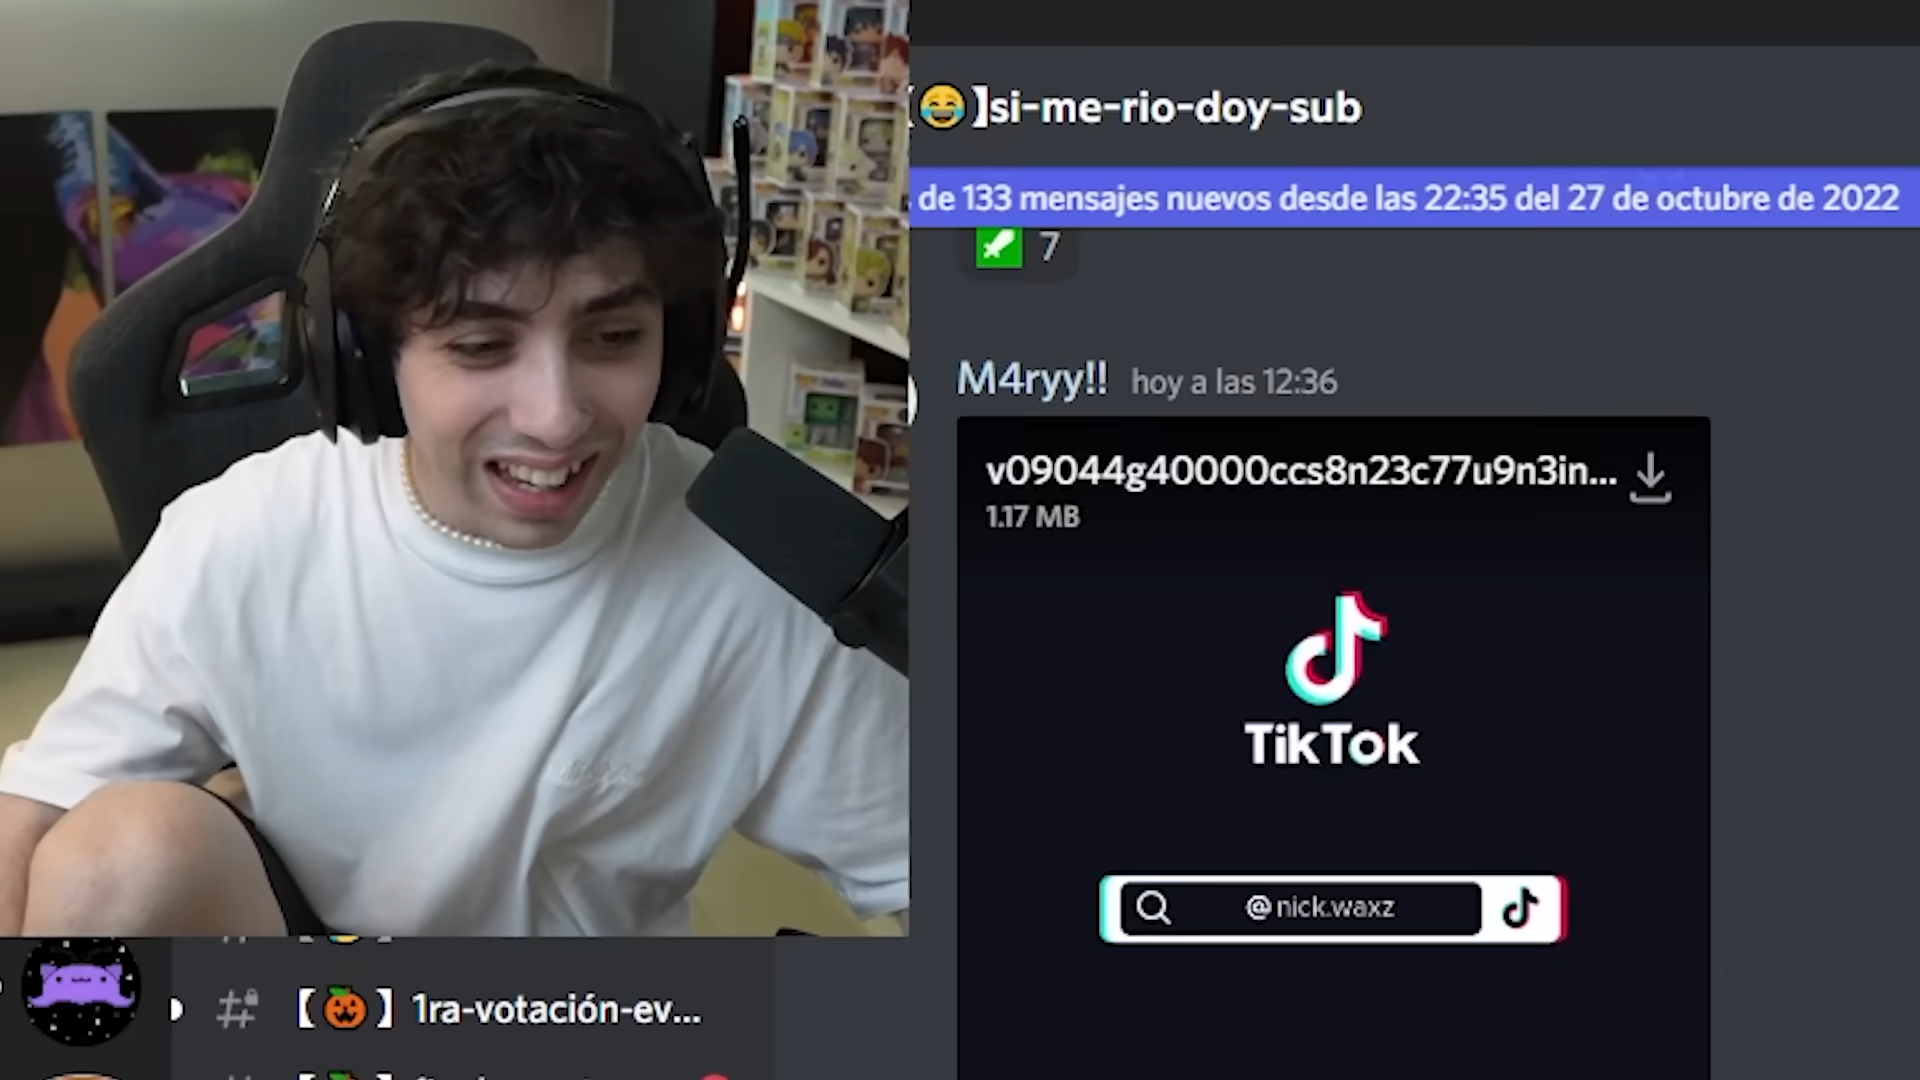 【😂】si-me-rio-doy-sub
de 133 mensajes nuevos desde las 22:35 del 27 de octubre de 2022
7
M4ryy!! hoy a las 12:36
v09044g40000ccs8n23c77u9n3in...
1.17 MB
TikTok
@nick.waxz
【🎃】1ra-votación-ev...